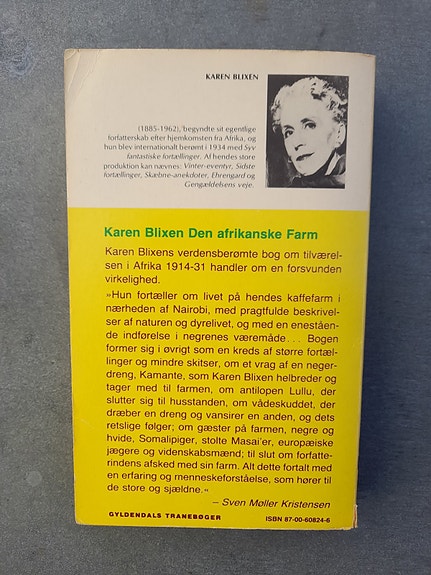 KAREN BLIXEN
(1885-1962), begyndte sit egentlige
forfatterskab efter hjemkomsten fra Afrika, og
hun blev internationalt berømt i 1934 med Syv
fantastiske fortællinger. Af hendes store
produktion kan nævnes: Vinter-eventyr, Sidste
fortællinger, Skæbne-anekdoter, Ehrengard og
Gengældelsens veje.
Karen Blixen Den afrikanske Farm
Karen Blixens verdensberømte bog om tilværel-
sen i Afrika 1914-31 handler om en forsvunden
virkelighed.
»Hun fortæller om livet på hendes kaffefarm i
nærheden af Nairobi, med pragtfulde beskrivel-
ser af naturen og dyrelivet, og med en eneståen-
de indførelse i negrenes væremåde... Bogen
former sig i øvrigt som en kreds af større fortæl-
linger og mindre skitser, om et vrag af en neger-
dreng, Kamante, som Karen Blixen helbreder og
tager med til farmen, om antilopen Lullu, der
slutter sig til husstanden, om vådeskuddet, der
dræber en dreng og vansirer en anden, og dets
retslige følger; om gæster på farmen, negre og
hvide, Somalipiger, stolte Masai'er, europæiske
jægere og videnskabsmænd; til slut om forfatte-
rindens afsked med sin farm. Alt dette fortalt med
en erfaring og menneskeforståelse, som hører til
de store og sjældne.«
– Sven Møller Kristensen
GYLDENDALS TRANEBØGER
ISBN 87-00-60824-6